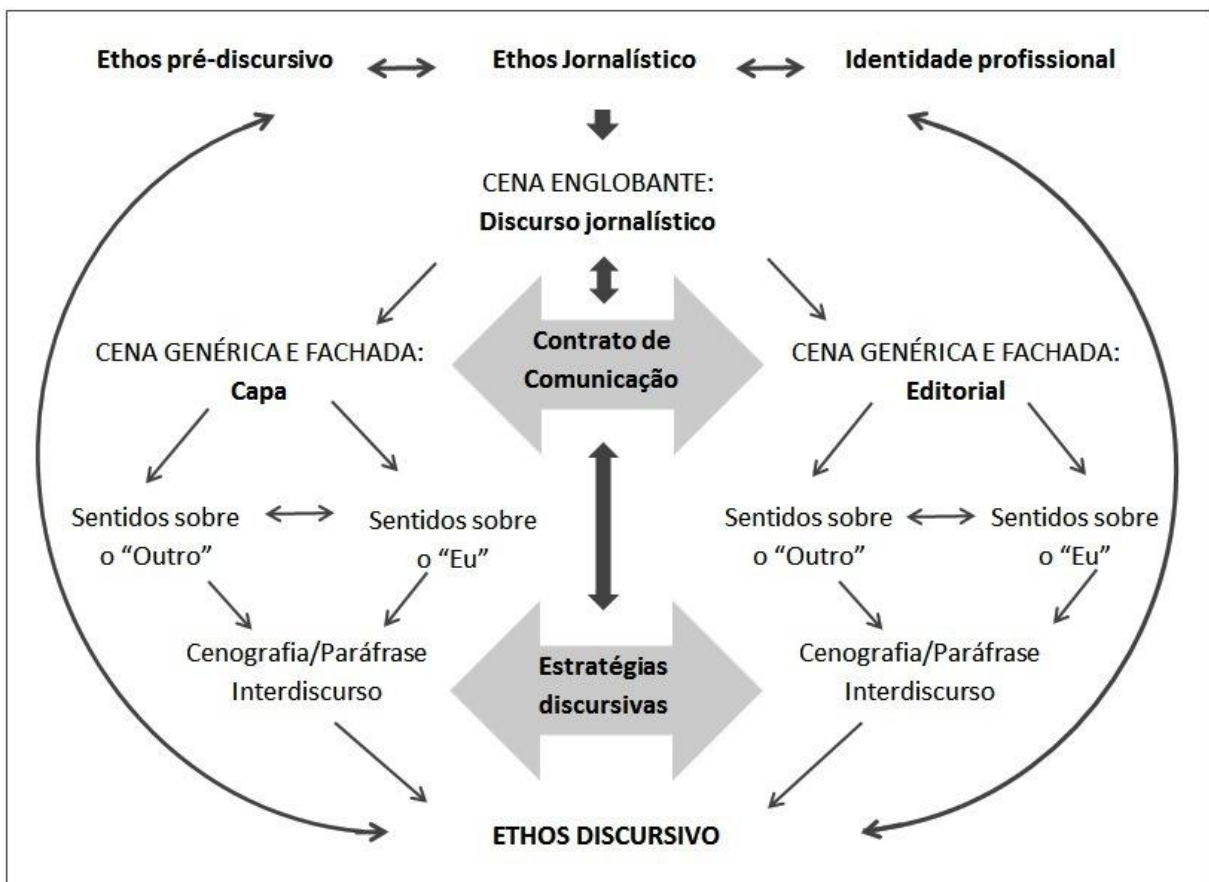 Ethos pré-discursivo Ethos Jornalístico Identidade profissional
CENA ENGLOBANTE:
Discurso jornalístico
Contrato de
Comunicação
CENA GENÉRICA E FACHADA:
Capa
CENA GENÉRICA E FACHADA:
Editorial
Sentidos sobre
o “Outro”
Sentidos sobre
o “Eu”
Sentidos sobre
o “Outro”
Sentidos sobre
o “Eu”
Cenografia/Paráfrase
Interdiscurso
Estratégias
discursivas
Cenografia/Paráfrase
Interdiscurso
ETHOS DISCURSIVO